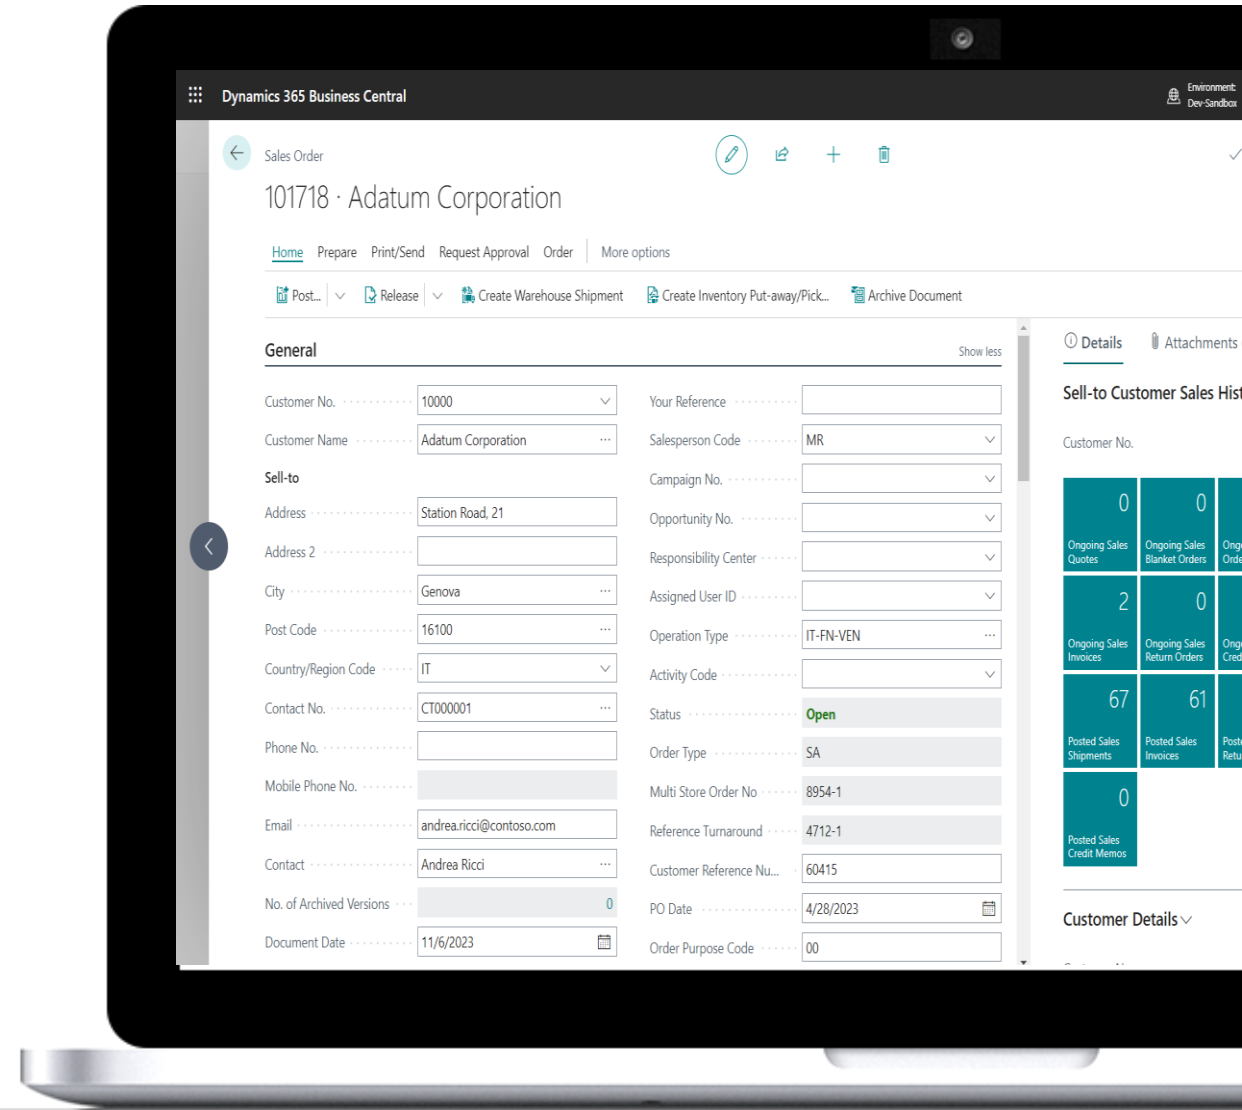 Dynamics 365 Business Central
Environment:
Dev-Sandbox
Sales Order
101718 · Adatum Corporation
Home Prepare Print/Send Request Approval Order More options
Post... Release Create Warehouse Shipment Create Inventory Put-away/Pick... Archive Document
General
Show less
Customer No. 10000
Customer Name Adatum Corporation ...
Sell-to
Address Station Road, 21
Address 2
City Genova ...
Post Code 16100 ...
Country/Region Code IT
Contact No. CT000001 ...
Phone No.
Mobile Phone No.
Email andrea.ricci@contoso.com
Contact Andrea Ricci ...
No. of Archived Versions 0
Document Date 11/6/2023
Your Reference
Salesperson Code MR
Campaign No.
Opportunity No.
Responsibility Center
Assigned User ID
Operation Type IT-FN-VEN ...
Activity Code
Status Open
Order Type SA
Multi Store Order No 8954-1
Reference Turnaround 4712-1
Customer Reference Nu... 60415
PO Date 4/28/2023
Order Purpose Code 00
Details Attachments
Sell-to Customer Sales Hist
Customer No.
0
Ongoing Sales
Quotes
0
Ongoing Sales
Blanket Orders
Ongo
Orde
2
Ongoing Sales
Invoices
0
Ongoing Sales
Return Orders
Ongo
Cred
67
Posted Sales
Shipments
61
Posted Sales
Invoices
Poste
Retu
0
Posted Sales
Credit Memos
Customer Details